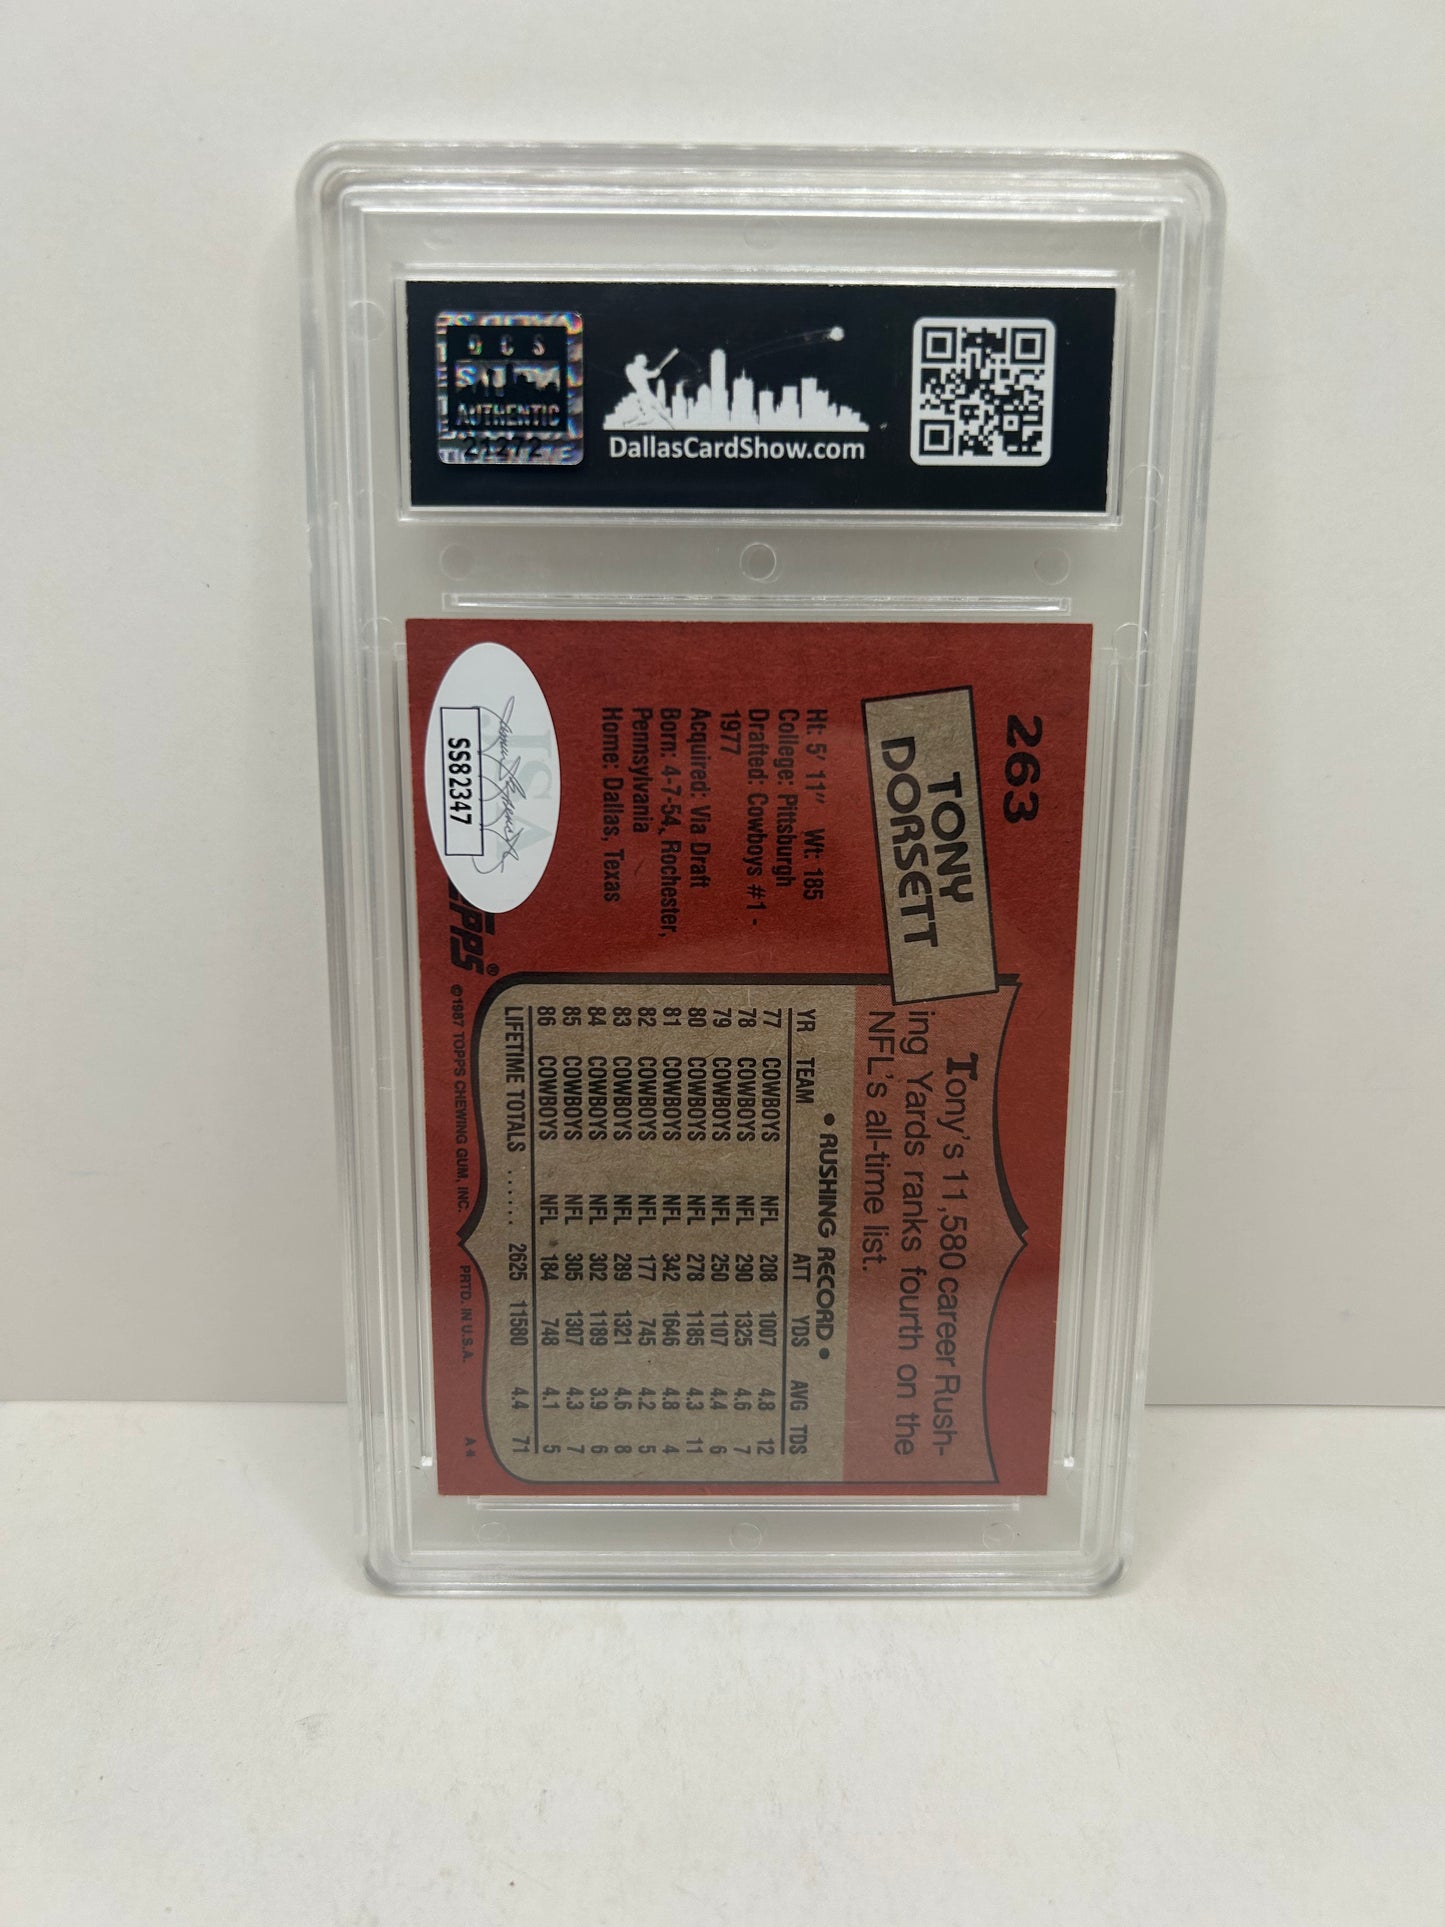 DCS
AUTHENTIC
21272
DallasCardShow.com
263
TONY
DORSETT
Ht: 5' 11" Wt: 185
College: Pittsburgh
Drafted: Cowboys #1 -
1977
Acquired: Via Draft
Born: 4-7-54, Rochester,
Pennsylvania
Home: Dallas, Texas
JSA
SS82347
Tony's 11,580 career Rush-
ing Yards ranks fourth on the
NFL's all-time list.
• RUSHING RECORD •
YR TEAM ATT YDS AVG TDS
77 COWBOYS NFL 208 1007 4.8 12
78 COWBOYS NFL 290 1325 4.6 7
79 COWBOYS NFL 250 1107 4.4 6
80 COWBOYS NFL 278 1185 4.3 11
81 COWBOYS NFL 342 1646 4.8 4
82 COWBOYS NFL 177 745 4.2 5
83 COWBOYS NFL 289 1321 4.6 8
84 COWBOYS NFL 302 1189 3.9 6
85 COWBOYS NFL 305 1307 4.3 7
86 COWBOYS NFL 184 748 4.1 5
LIFETIME TOTALS ...... 2625 11580 4.4 71
® ©1987 TOPPS CHEWING GUM, INC. PRTD. IN U.S.A.